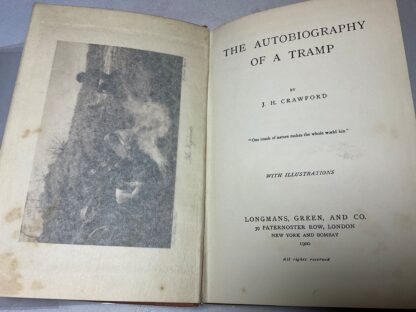 THE AUTOBIOGRAPHY
OF A TRAMP
BY
J. H. CRAWFORD
"One touch of nature makes the whole world kin."
WITH ILLUSTRATIONS
LONGMANS, GREEN, AND CO.
39 PATERNOSTER ROW, LONDON
NEW YORK AND BOMBAY
1900
All rights reserved